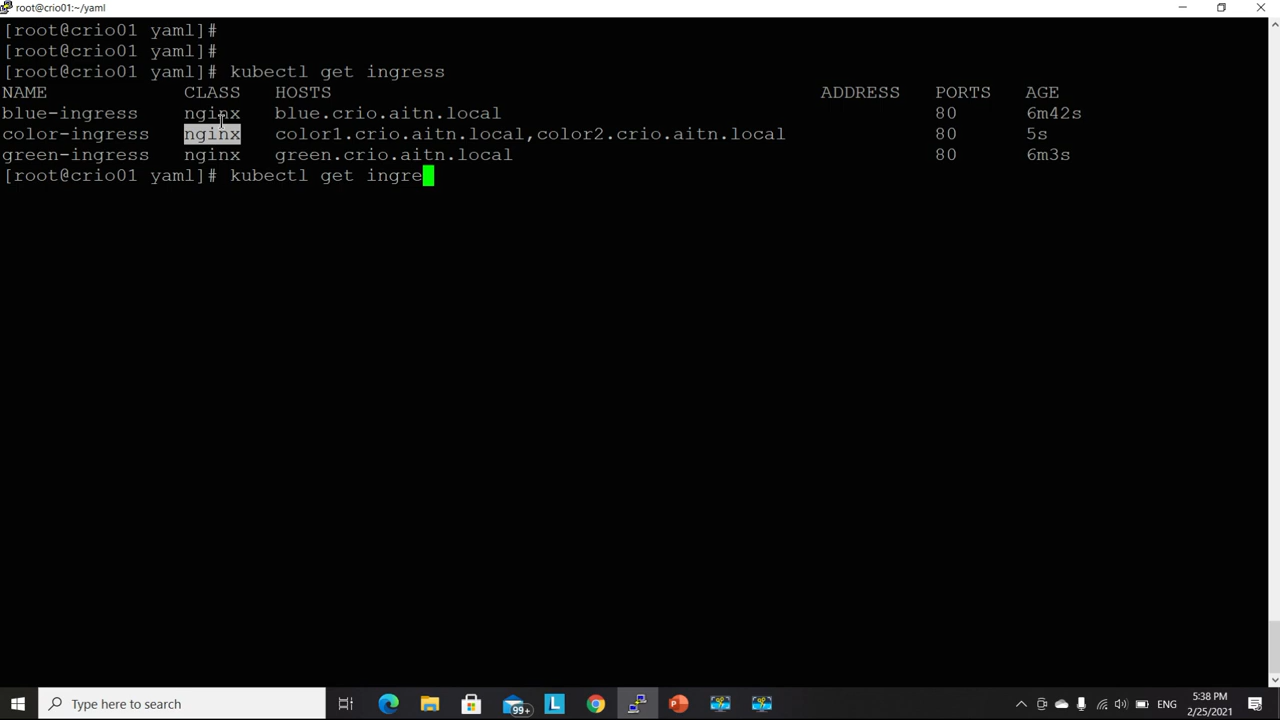 root@crio01:~/yaml
[root@crio01 yaml]#
[root@crio01 yaml]#
[root@crio01 yaml]# kubectl get ingress
NAME CLASS HOSTS ADDRESS PORTS AGE
blue-ingress nginx blue.crio.aitn.local 80 6m42s
color-ingress nginx color1.crio.aitn.local,color2.crio.aitn.local 80 5s
green-ingress nginx green.crio.aitn.local 80 6m3s
[root@crio01 yaml]# kubectl get ingre
Type here to search
L
99+
P
ENG
5:38 PM
2/25/2021